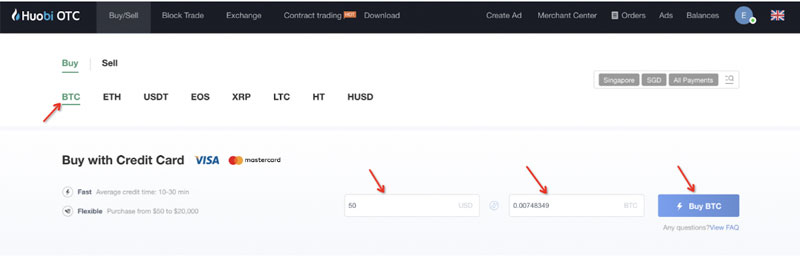 Huobi OTC Buy/Sell Block Trade Exchange Contract trading HOT Download Create Ad Merchant Center Orders Ads Balances E
Buy Sell
Singapore SGD All Payments
BTC ETH USDT EOS XRP LTC HT HUSD
Buy with Credit Card VISA mastercard
Fast Average credit time: 10-30 min
50 USD 0.00748349 BTC Buy BTC
Flexible Purchase from $50 to $20,000
Any questions?View FAQ